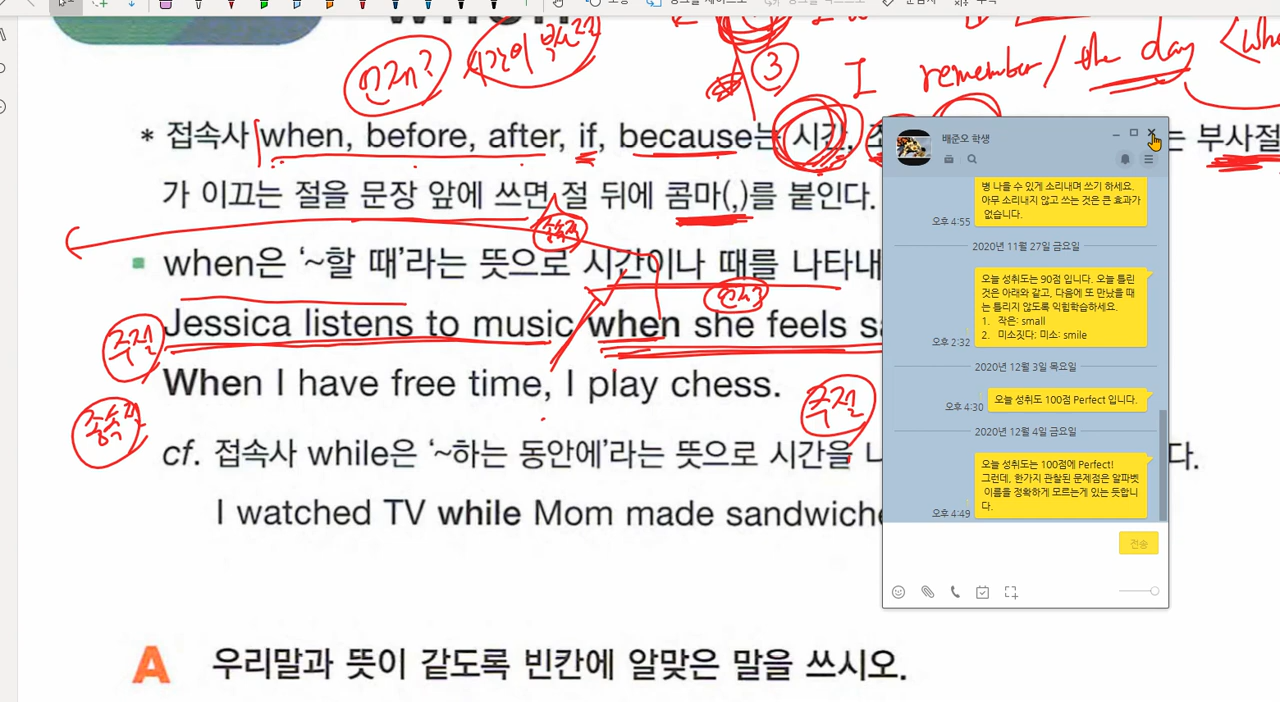 when
언제?
시간의 부사절
③
I
remember / the day
* 접속사 when, before, after, if, because는 시간, 조
는 부사절
가 이끄는 절을 문장 앞에 쓰면 절 뒤에 콤마(,)를 붙인다.
종속절
when은 ‘~할 때’라는 뜻으로 시간이나 때를 나타내
언제?
주절
Jessica listens to music when she feels
When I have free time, I play chess.
종속절
주절
cf. 접속사 while은 ‘~하는 동안에’라는 뜻으로 시간을
다.
I watched TV while Mom made sandwiche
A 우리말과 뜻이 같도록 빈칸에 알맞은 말을 쓰시오.
배준오 학생
병 나을 수 있게 소리내며 쓰기 하세요.
아무 소리내지 않고 쓰는 것은 큰 효과가
없습니다.
오후 4:55
2020년 11월 27일 금요일
오늘 성취도는 90점 입니다. 오늘 틀린
것은 아래와 같고, 다음에 또 만났을 때
는 틀리지 않도록 익힘학습하세요.
1. 작은: small
2. 미소짓다: 미소: smile
오후 2:32
2020년 12월 3일 목요일
오늘 성취도 100점 Perfect 입니다.
오후 4:30
2020년 12월 4일 금요일
오늘 성취도는 100점에 Perfect!
그런데, 한가지 관찰된 문제점은 알파벳
이름을 정확하게 모르는게 있는 듯합니
다.
오후 4:49
전송